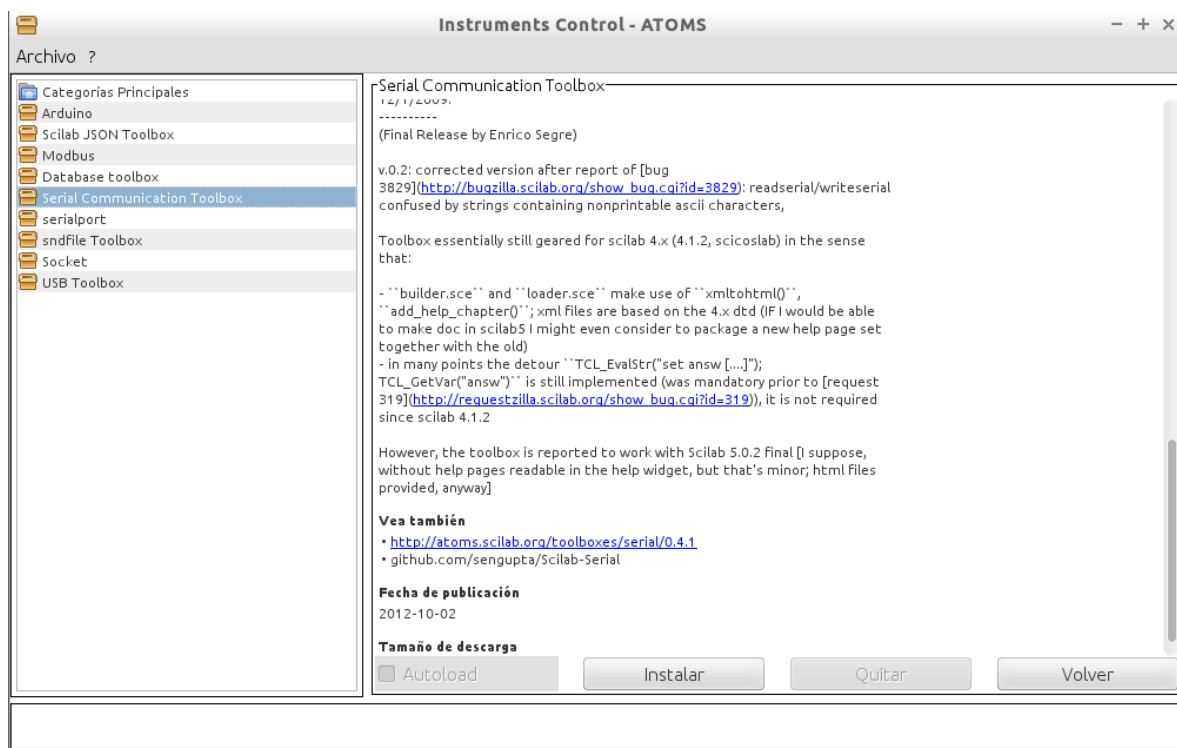 Instruments Control - ATOMS
Archivo ?
Categorías Principales
Arduino
Scilab JSON Toolbox
Modbus
Database toolbox
Serial Communication Toolbox
serialport
sndfile Toolbox
Socket
USB Toolbox
Serial Communication Toolbox
12/1/2009.
----------
(Final Release by Enrico Segre)
v.0.2: corrected version after report of [bug
3829](http://bugzilla.scilab.org/show_bug.cgi?id=3829): readserial/writeserial
confused by strings containing nonprintable ascii characters,
Toolbox essentially still geared for scilab 4.x (4.1.2, scicoslab) in the sense
that:
- ``builder.sce`` and ``loader.sce`` make use of ``xmltohtml()``,
``add_help_chapter()``; xml files are based on the 4.x dtd (IF I would be able
to make doc in scilab5 I might even consider to package a new help page set
together with the old)
- in many points the detour ``TCL_EvalStr("set answ [....]");
TCL_GetVar("answ")`` is still implemented (was mandatory prior to [request
319](http://requestzilla.scilab.org/show_bug.cgi?id=319)), it is not required
since scilab 4.1.2
However, the toolbox is reported to work with Scilab 5.0.2 final [I suppose,
without help pages readable in the help widget, but that's minor; html files
provided, anyway]
Vea también
• http://atoms.scilab.org/toolboxes/serial/0.4.1
• github.com/sengupta/Scilab-Serial
Fecha de publicación
2012-10-02
Tamaño de descarga
Autoload
Instalar
Quitar
Volver